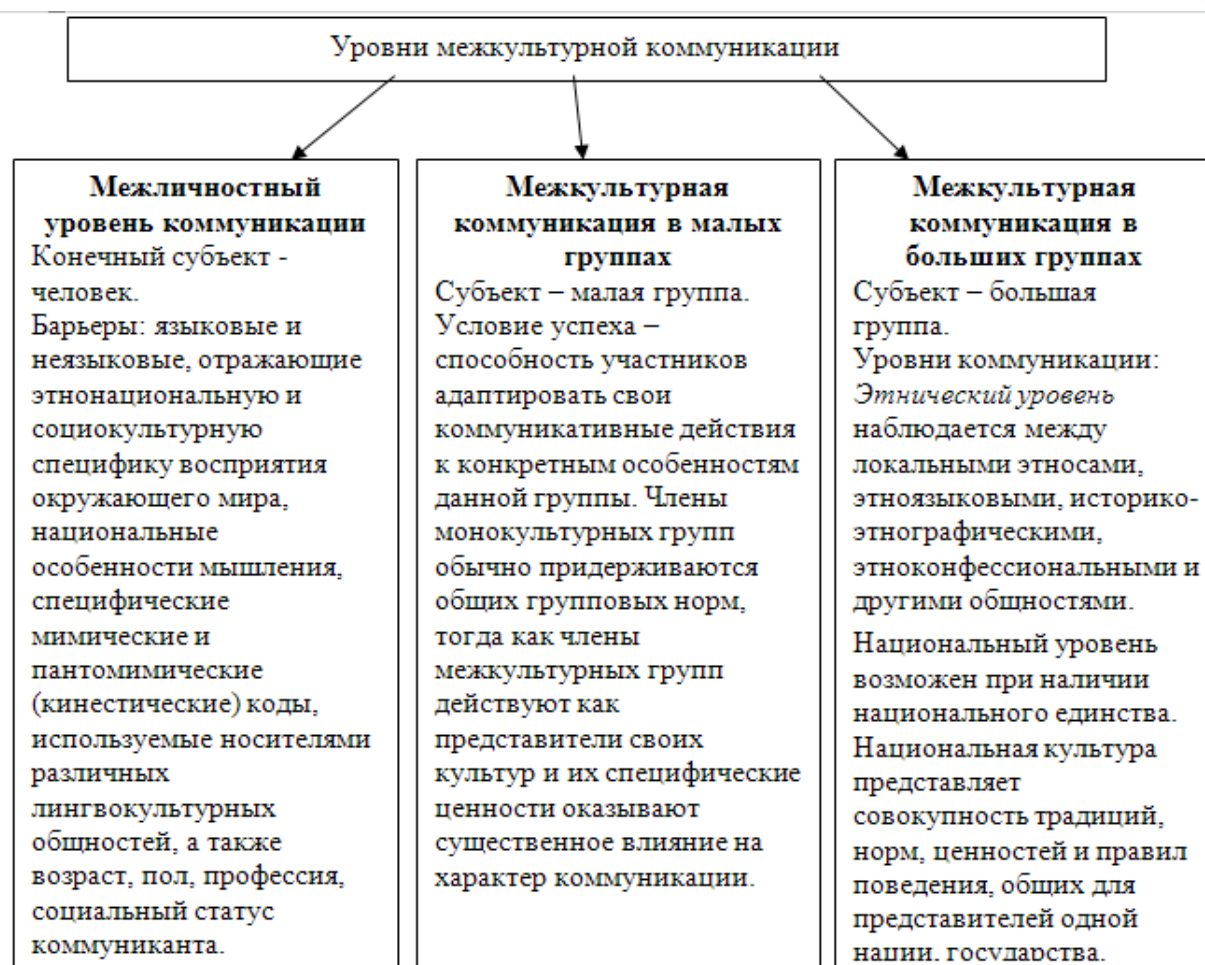 Уровни межкультурной коммуникации
Межличностный
уровень коммуникации
Конечный субъект -
человек.
Барьеры: языковые и
неязыковые, отражающие
этнонациональную и
социокультурную
специфику восприятия
окружающего мира,
национальные
особенности мышления,
специфические
мимические и
пантомимические
(кинестические) коды,
используемые носителями
различных
лингвокультурных
общностей, а также
возраст, пол, профессия,
социальный статус
коммуниканта.
Межкультурная
коммуникация в малых
группах
Субъект – малая группа.
Условие успеха –
способность участников
адаптировать свои
коммуникативные действия
к конкретным особенностям
данной группы. Члены
монокультурных групп
обычно придерживаются
общих групповых норм,
тогда как члены
межкультурных групп
действуют как
представители своих
культур и их специфические
ценности оказывают
существенное влияние на
характер коммуникации.
Межкультурная
коммуникация в
больших группах
Субъект – большая
группа.
Уровни коммуникации:
Этнический уровень
наблюдается между
локальными этносами,
этноязыковыми, историко-
этнографическими,
этноконфессиональными и
другими общностями.
Национальный уровень
возможен при наличии
национального единства.
Национальная культура
представляет
совокупность традиций,
норм, ценностей и правил
поведения, общих для
представителей одной
нации, государства.